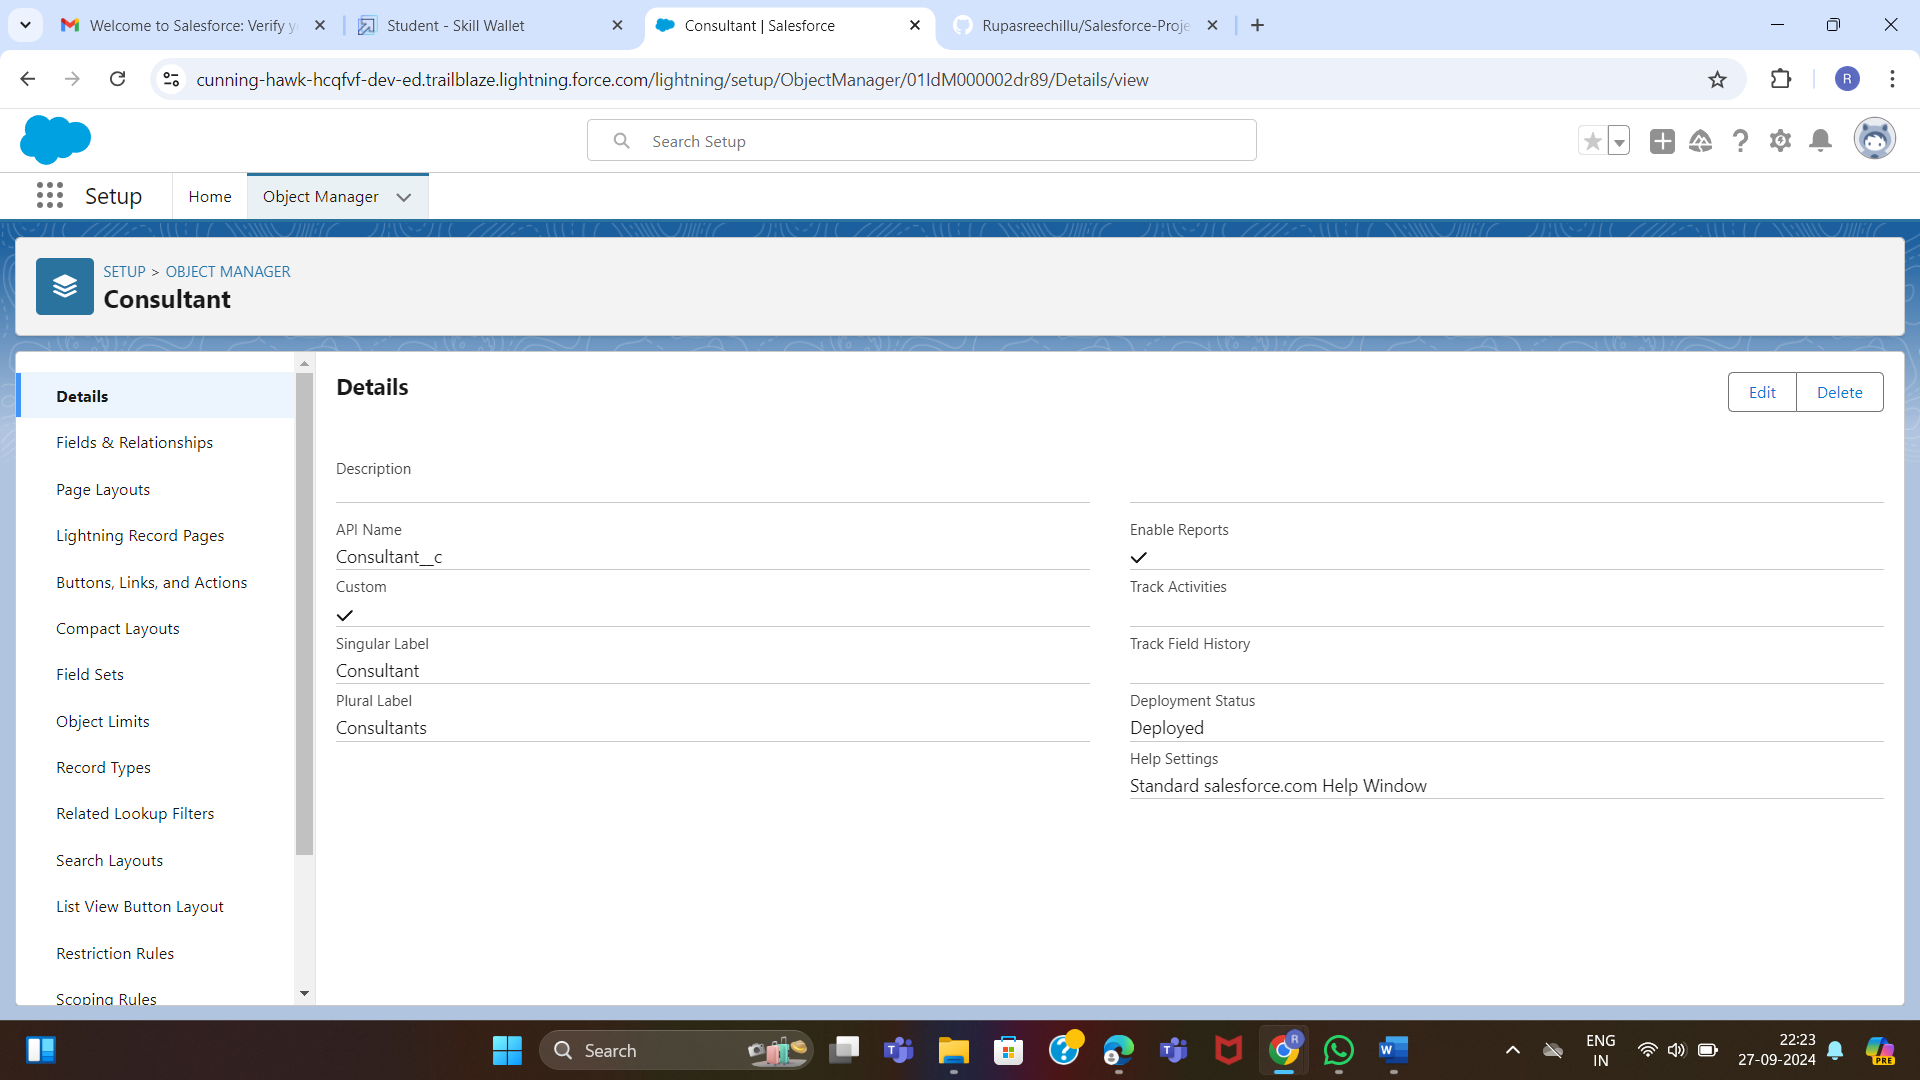 Welcome to Salesforce: Verify y
Student - Skill Wallet
Consultant | Salesforce
Rupasreechillu/Salesforce-Proje
cunning-hawk-hcqfvf-dev-ed.trailblaze.lightning.force.com/lightning/setup/ObjectManager/01IdM000002dr89/Details/view
R
Search Setup
Setup
Home
Object Manager
SETUP > OBJECT MANAGER
Consultant
Details
Fields & Relationships
Page Layouts
Lightning Record Pages
Buttons, Links, and Actions
Compact Layouts
Field Sets
Object Limits
Record Types
Related Lookup Filters
Search Layouts
List View Button Layout
Restriction Rules
Scoping Rules
Details
Edit
Delete
Description
API Name
Consultant__c
Custom
Singular Label
Consultant
Plural Label
Consultants
Enable Reports
Track Activities
Track Field History
Deployment Status
Deployed
Help Settings
Standard salesforce.com Help Window
Search
R
ENG
IN
22:23
27-09-2024
PRE